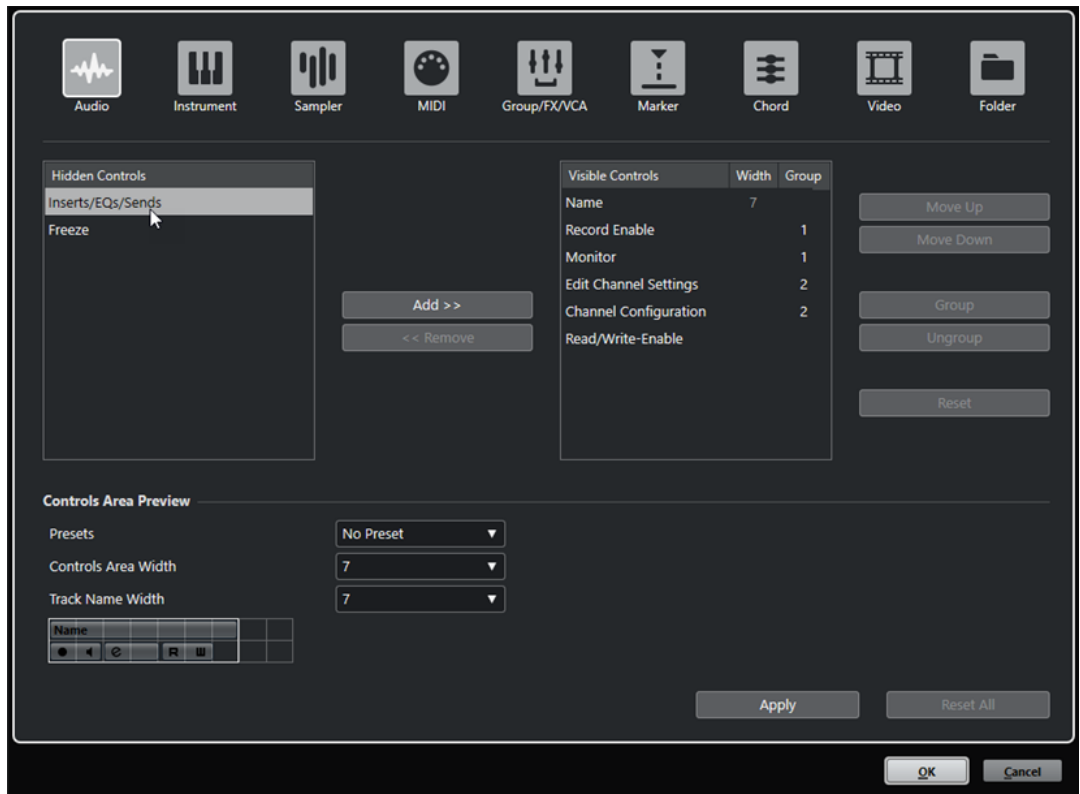 Audio Instrument Sampler MIDI Group/FX/VCA Marker Chord Video Folder
Hidden Controls
Inserts/EQs/Sends
Freeze
Add >>
<< Remove
Visible Controls Width Group
Name 7
Record Enable 1
Monitor 1
Edit Channel Settings 2
Channel Configuration 2
Read/Write-Enable
Move Up
Move Down
Group
Ungroup
Reset
Controls Area Preview
Presets No Preset
Controls Area Width 7
Track Name Width 7
Name
e R W
Apply Reset All
OK Cancel